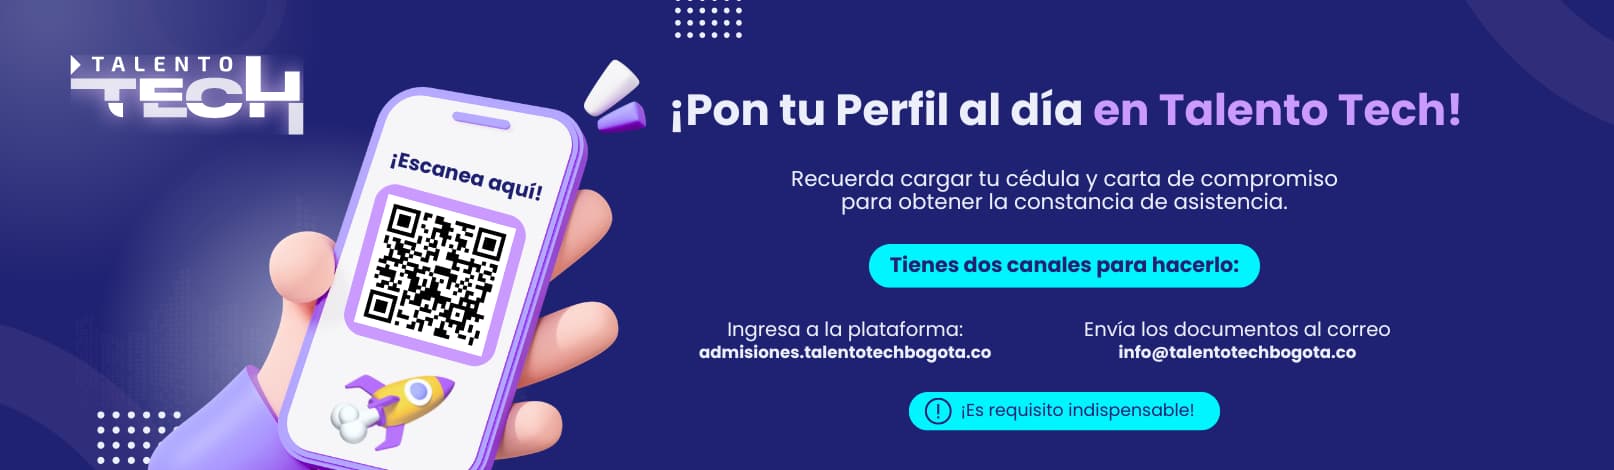 TALENTO
TECH
¡Escanea aquí!
¡Pon tu Perfil al día en Talento Tech!
Recuerda cargar tu cédula y carta de compromiso
para obtener la constancia de asistencia.
Tienes dos canales para hacerlo:
Ingresa a la plataforma:
admisiones.talentotechbogota.co
Envía los documentos al correo
info@talentotechbogota.co
¡Es requisito indispensable!